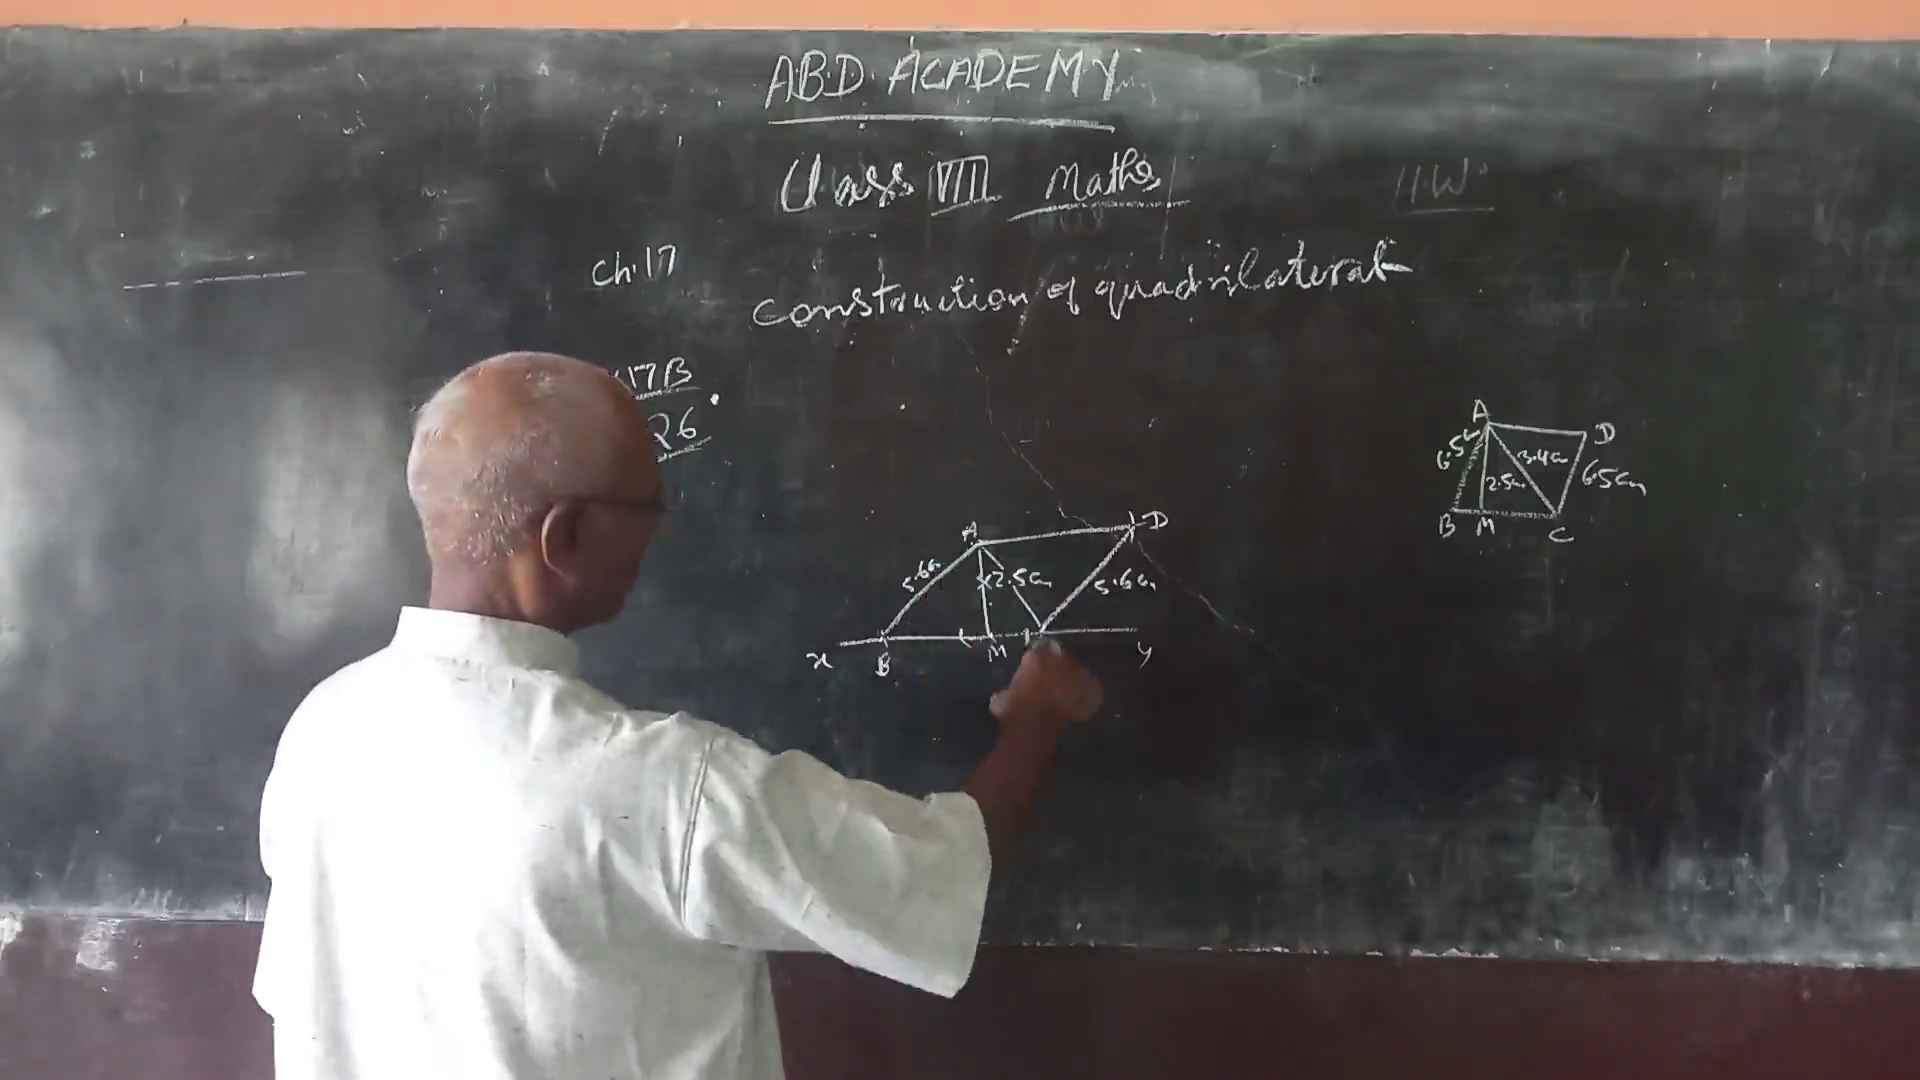 A.B.D. ACADEMY
Class VIII Maths
H.W.
Ch. 17
Construction of quadrilateral
17B
Q26
A
D
5.6cm
2.5cm
5.6cm
x
B
M
y
A
D
6.5cm
3.4cm
2.5cm
6.5cm
B
M
C